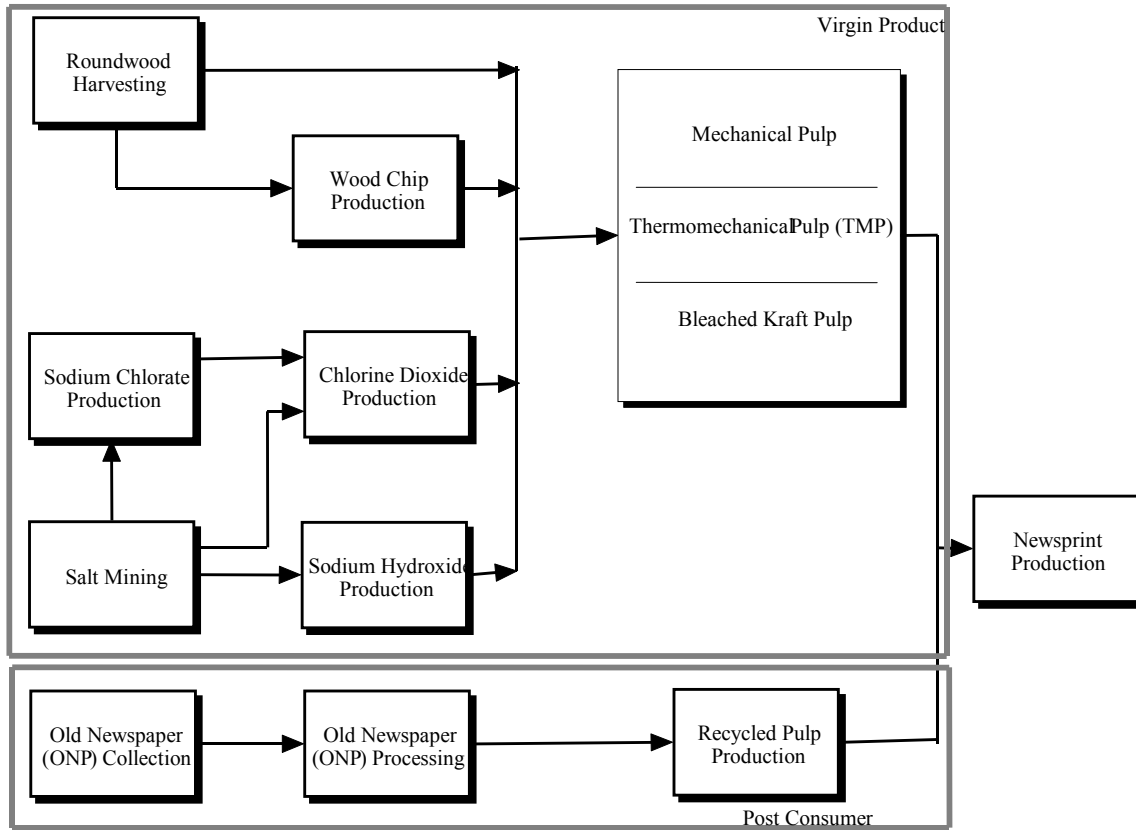 Virgin Product
Roundwood
Harvesting
Mechanical Pulp
Wood Chip
Production
Thermomechanical Pulp (TMP)
Bleached Kraft Pulp
Sodium Chlorate
Production
Chlorine Dioxide
Production
Salt Mining
Sodium Hydroxide
Production
Newsprint
Production
Old Newspaper
(ONP) Collection
Old Newspaper
(ONP) Processing
Recycled Pulp
Production
Post Consumer